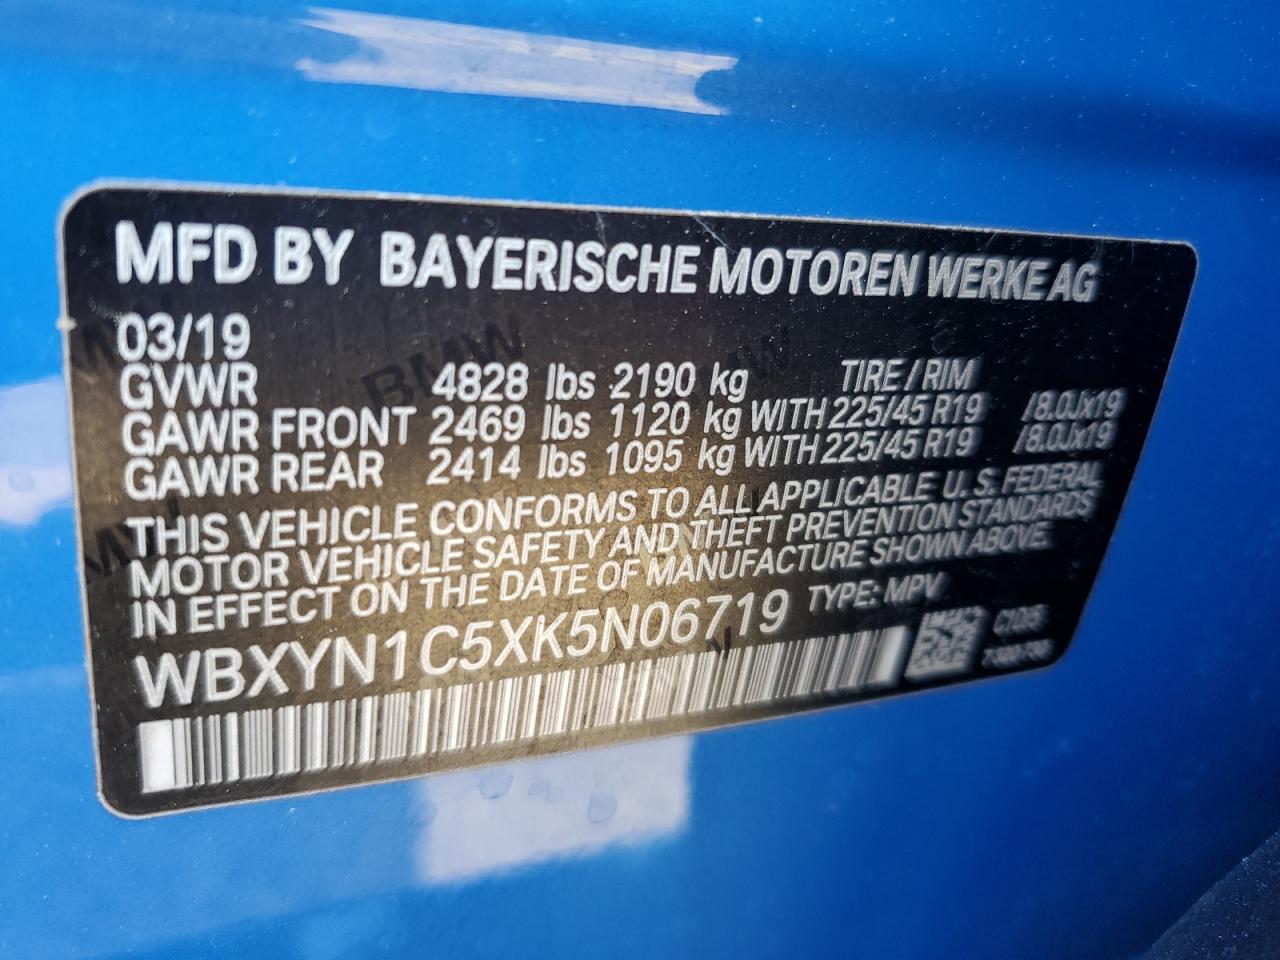 MFD BY BAYERISCHE MOTOREN WERKE AG
03/19
GVWR 4828 lbs 2190 kg TIRE / RIM
GAWR FRONT 2469 lbs 1120 kg WITH 225/45 R19 /8.0Jx19
GAWR REAR 2414 lbs 1095 kg WITH 225/45 R19 /8.0Jx19
THIS VEHICLE CONFORMS TO ALL APPLICABLE U. S. FEDERAL
MOTOR VEHICLE SAFETY AND THEFT PREVENTION STANDARDS
IN EFFECT ON THE DATE OF MANUFACTURE SHOWN ABOVE.
WBXYN1C5XK5N06719 TYPE: MPV
BMW